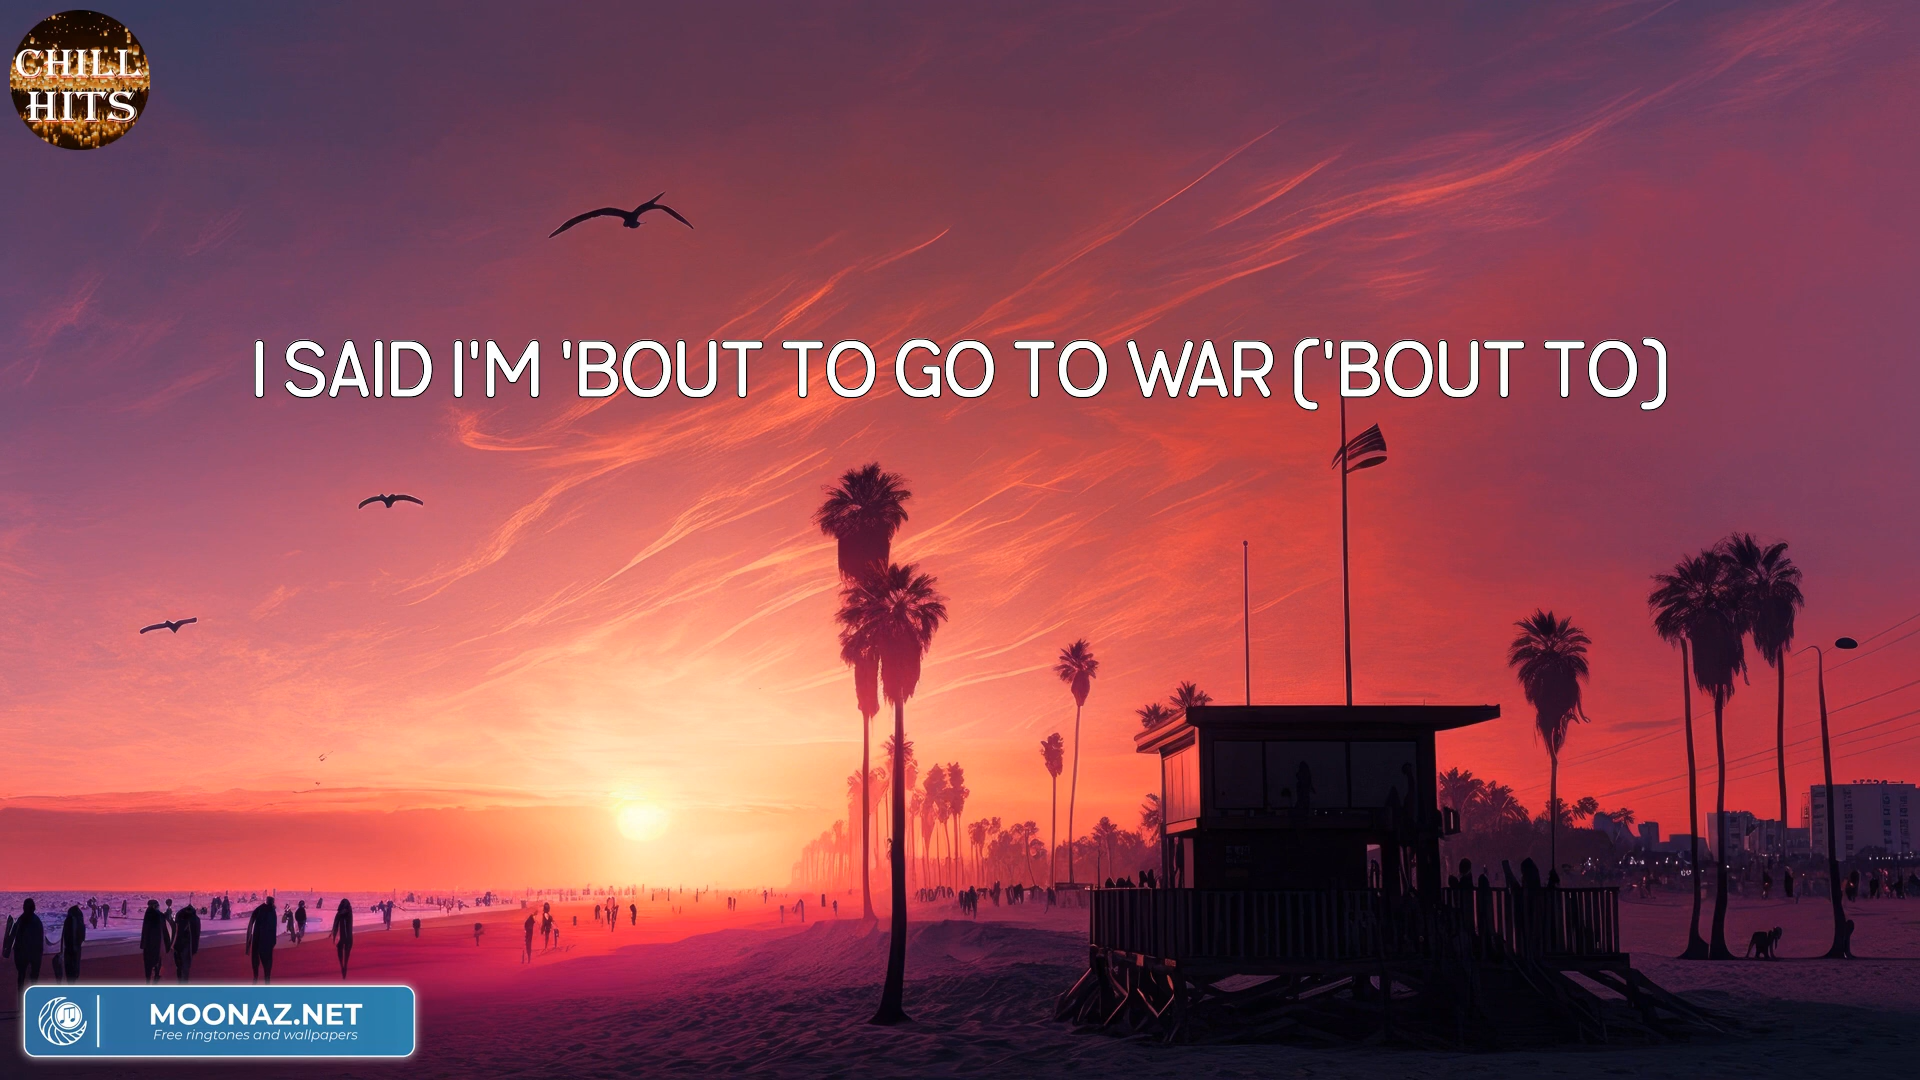 CHILL
HITS
I SAID I'M 'BOUT TO GO TO WAR ('BOUT TO)
MOONAZ.NET
Free ringtones and wallpapers